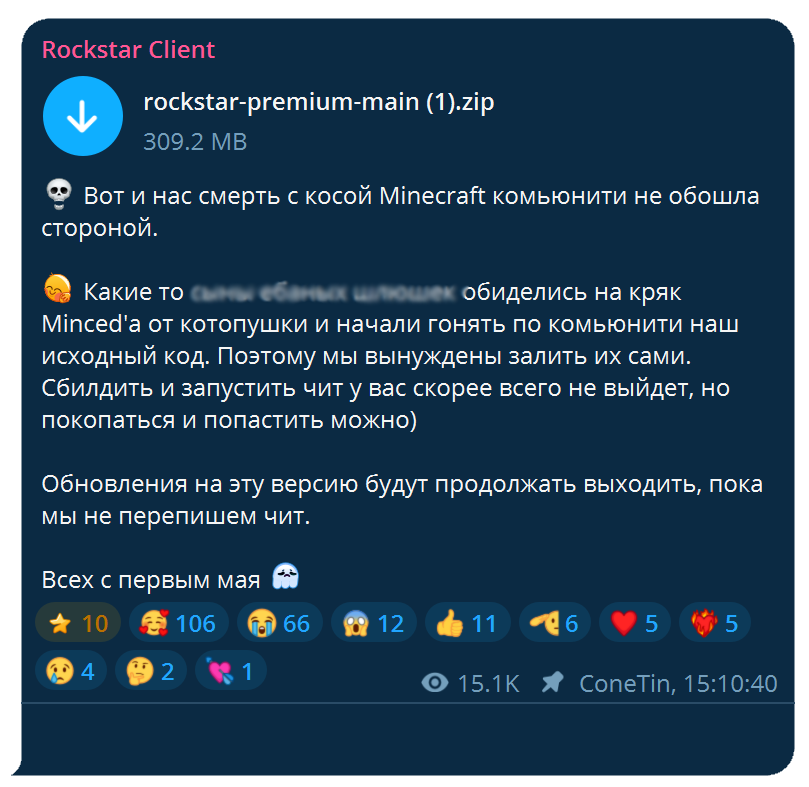 Rockstar Client
rockstar-premium-main (1).zip
309.2 MB
💀 Вот и нас смерть с косой Minecraft комьюнити не обошла
стороной.
Какие то обиделись на кряк
Minced'а от котопушки и начали гонять по комьюнити наш
исходный код. Поэтому мы вынуждены залить их сами.
Сбилдить и запустить чит у вас скорее всего не выйдет, но
покопаться и попастить можно)
Обновления на эту версию будут продолжать выходить, пока
мы не перепишем чит.
Всех с первым мая
10 106 66 12 11 6 5 5
4 2 1 15.1K ConeTin, 15:10:40